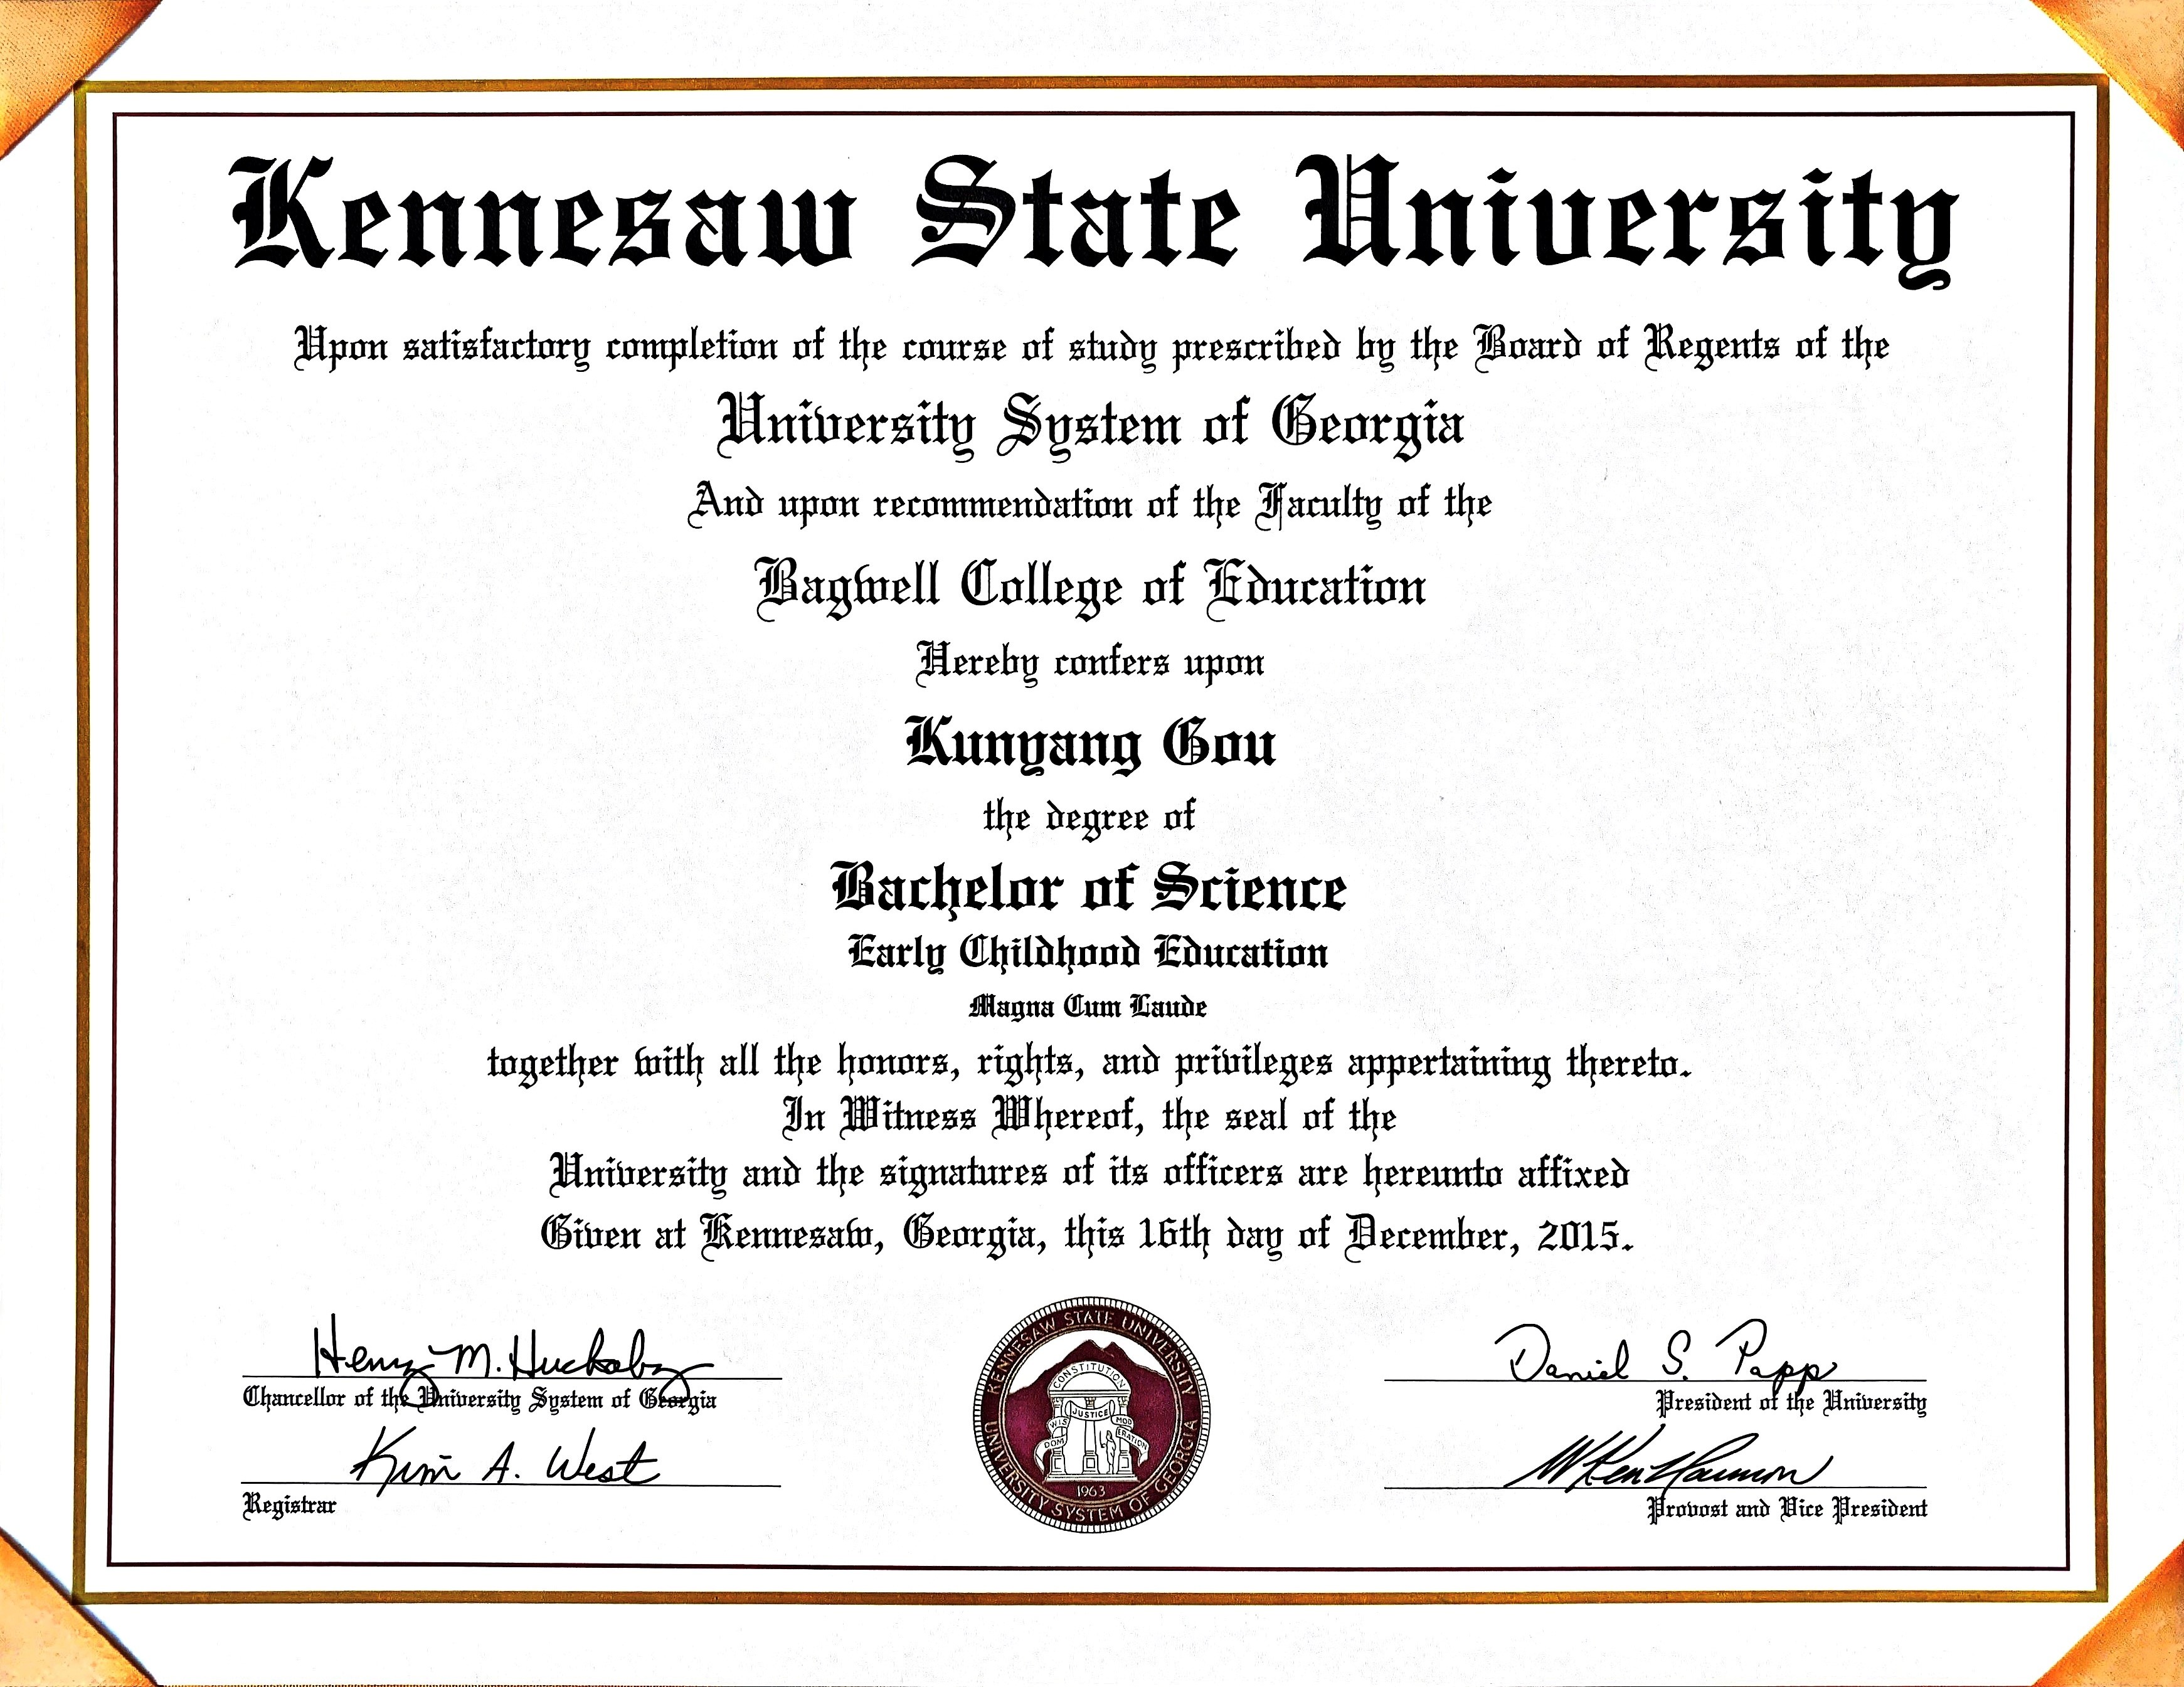 Kennesaw State University
Upon satisfactory completion of the course of study prescribed by the Board of Regents of the
University System of Georgia
And upon recommendation of the Faculty of the
Bagwell College of Education
Hereby confers upon
Kunyang Gou
the degree of
Bachelor of Science
Early Childhood Education
Magna Cum Laude
together with all the honors, rights, and privileges appertaining thereto.
In Witness Whereof, the seal of the
University and the signatures of its officers are hereunto affixed
Given at Kennesaw, Georgia, this 16th day of December, 2015.
Henry M. Huckaby
Chancellor of the University System of Georgia
Kim A. West
Registrar
KENNESAW STATE UNIVERSITY
CONSTITUTION
WISDOM JUSTICE MODERATION
1963
UNIVERSITY SYSTEM OF GEORGIA
Daniel S. Papp
President of the University
W Ken Harmon
Provost and Vice President